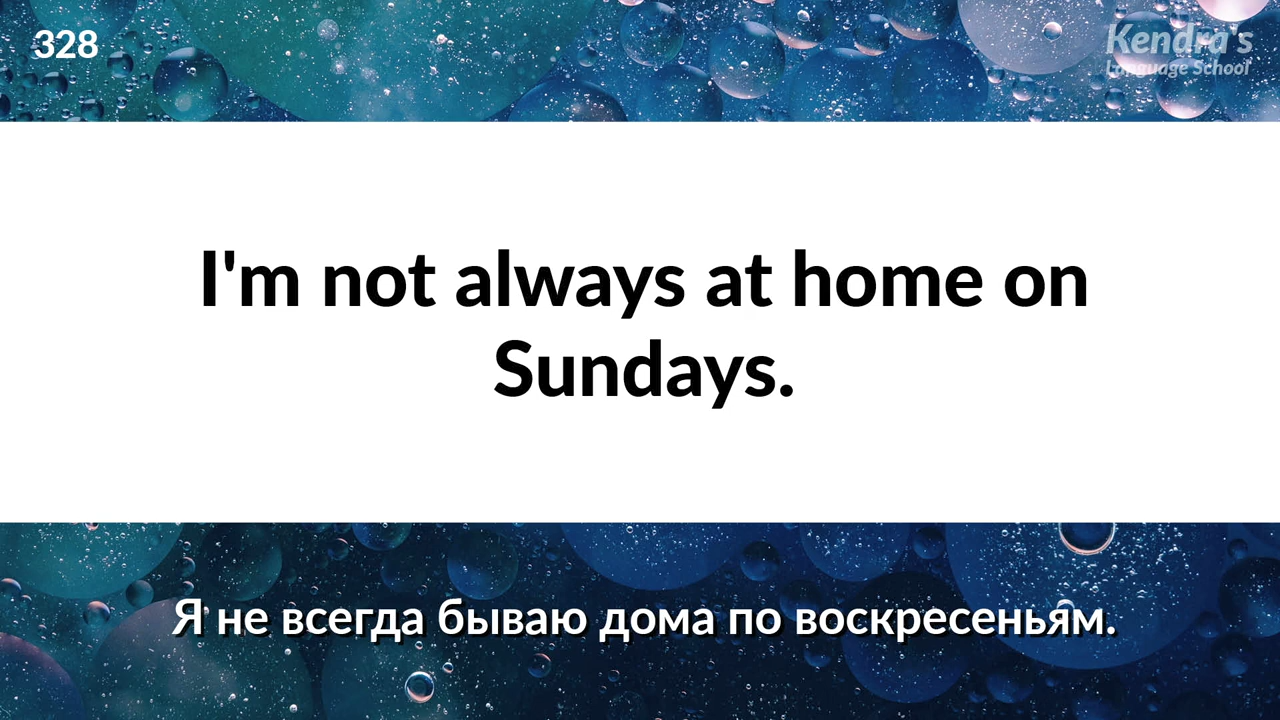 328
Kendra's
Language School
I'm not always at home on
Sundays.
Я не всегда бываю дома по воскресеньям.